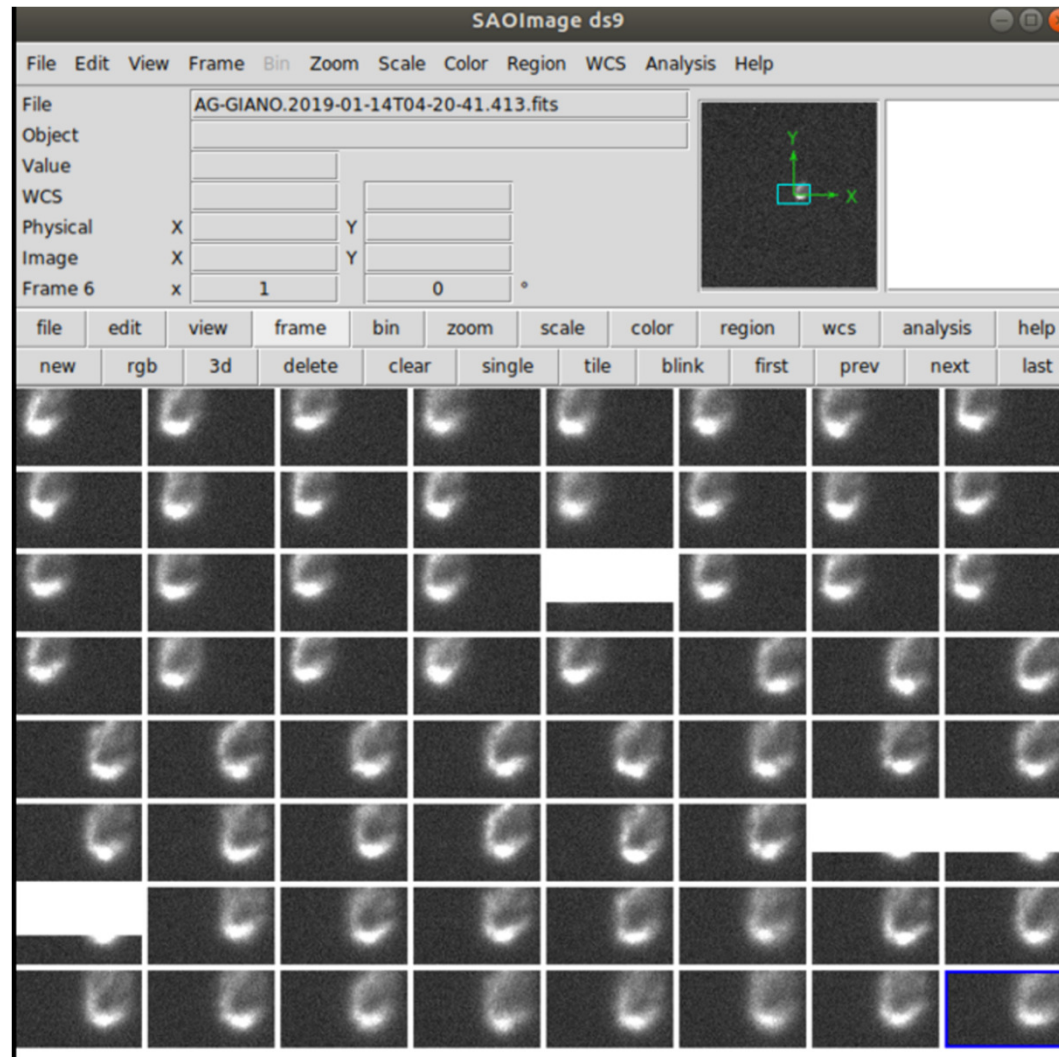 SAOImage ds9
File Edit View Frame Bin Zoom Scale Color Region WCS Analysis Help
File AG-GIANO.2019-01-14T04-20-41.413.fits
Object
Value
WCS
Physical X Y
Image X Y
Frame 6 x 1 0 °
Y
X
file edit view frame bin zoom scale color region wcs analysis help
new rgb 3d delete clear single tile blink first prev next last